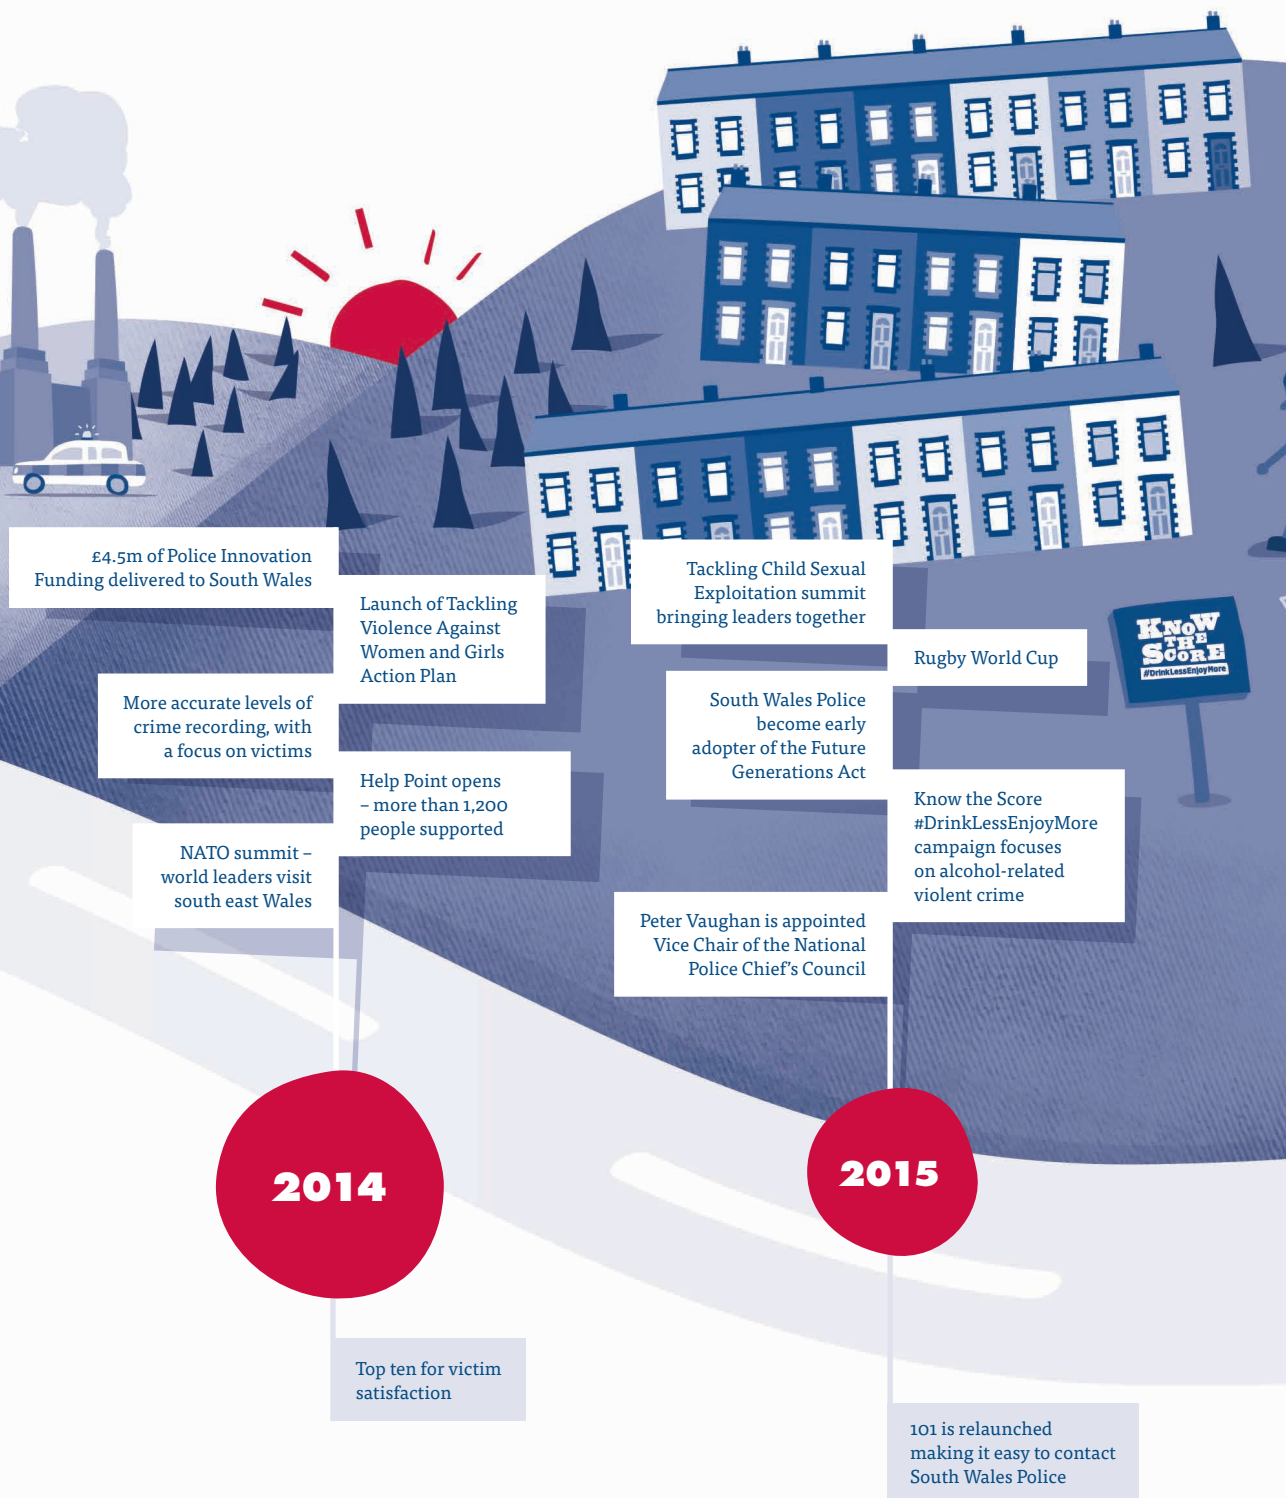 £4.5m of Police Innovation
Funding delivered to South Wales
Launch of Tackling
Violence Against
Women and Girls
Action Plan
More accurate levels of
crime recording, with
a focus on victims
Help Point opens
– more than 1,200
people supported
NATO summit –
world leaders visit
south east Wales
2014
Top ten for victim
satisfaction
Tackling Child Sexual
Exploitation summit
bringing leaders together
Rugby World Cup
South Wales Police
become early
adopter of the Future
Generations Act
Know the Score
#DrinkLessEnjoyMore
campaign focuses
on alcohol-related
violent crime
Peter Vaughan is appointed
Vice Chair of the National
Police Chief’s Council
2015
101 is relaunched
making it easy to contact
South Wales Police
KNOW
THE
SCORE
#DrinkLessEnjoyMore